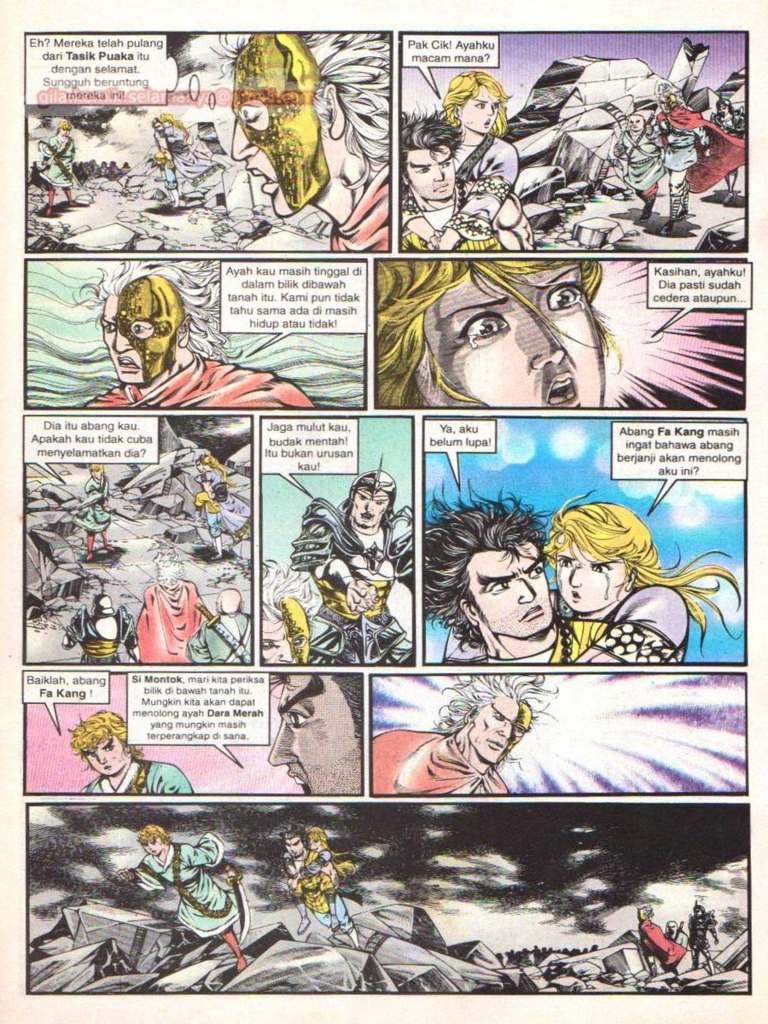 Eh? Mereka telah pulang
dari Tasik Puaka itu
dengan selamat.
Sungguh beruntung
mereka ini!
Pak Cik! Ayahku
macam mana?
Ayah kau masih tinggal di
dalam bilik dibawah
tanah itu. Kami pun tidak
tahu sama ada di masih
hidup atau tidak!
Kasihan, ayahku!
Dia pasti sudah
cedera ataupun...
Dia itu abang kau.
Apakah kau tidak cuba
menyelamatkan dia?
Jaga mulut kau,
budak mentah!
Itu bukan urusan
kau!
Ya, aku
belum lupa!
Abang Fa Kang masih
ingat bahawa abang
berjanji akan menolong
aku ini?
Baiklah, abang
Fa Kang !
Si Montok, mari kita periksa
bilik di bawah tanah itu.
Mungkin kita akan dapat
menolong ayah Dara Merah
yang mungkin masih
terperangkap di sana.